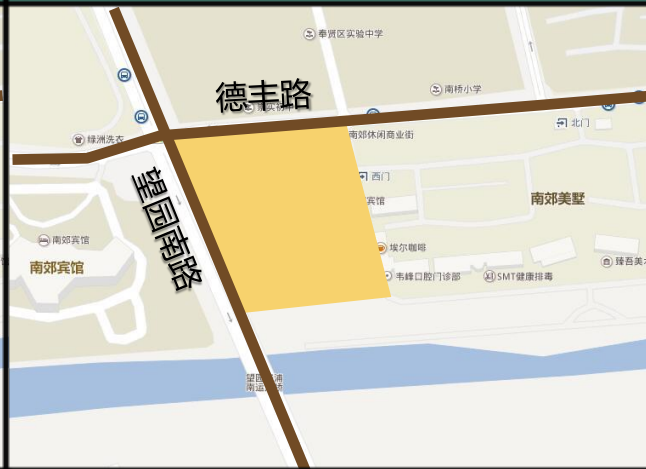 奉贤区实验中学
德丰路
南桥小学
北门
绿洲洗衣
南郊休闲商业街
西门
宾馆
望园南路
南郊美墅
南郊宾馆
南郊宾馆
埃尔咖啡
韦峰口腔门诊部
SMT健康排毒
臻吾美